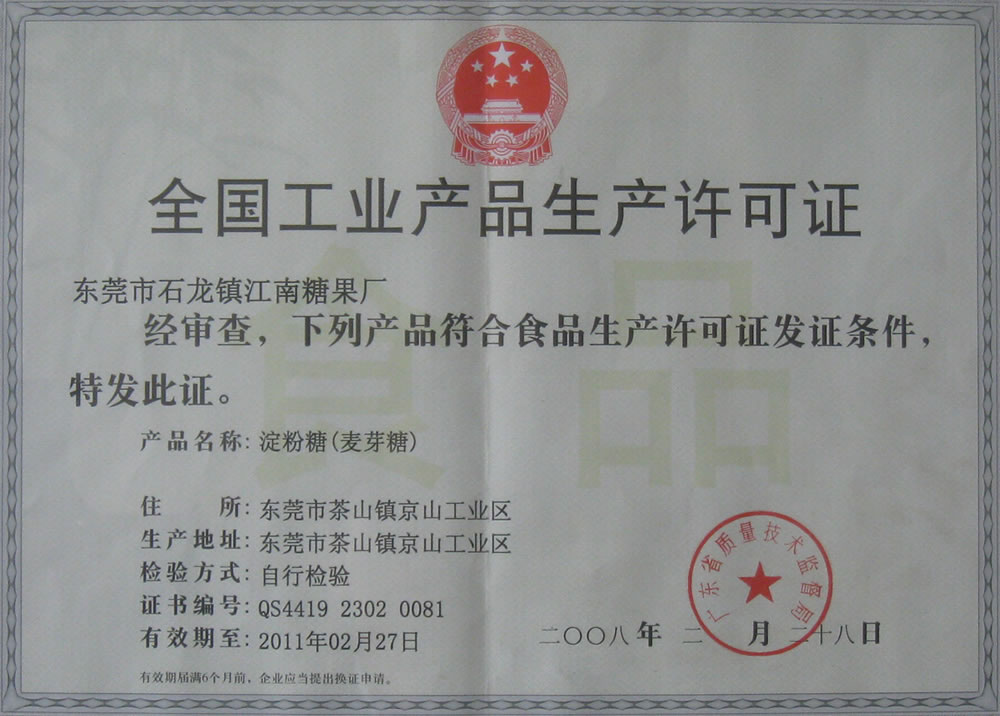 全国工业产品生产许可证
东莞市石龙镇江南糖果厂
经审查，下列产品符合食品生产许可证发证条件，
特发此证。
食品
产品名称: 淀粉糖(麦芽糖)
住 所: 东莞市茶山镇京山工业区
生产地址: 东莞市茶山镇京山工业区
检验方式: 自行检验
证书编号: QS4419 2302 0081
有效期至: 2011年02月27日
广东省质量技术监督局
二〇〇八 年 二 月 二十八日
有效期届满6个月前，企业应当提出换证申请。